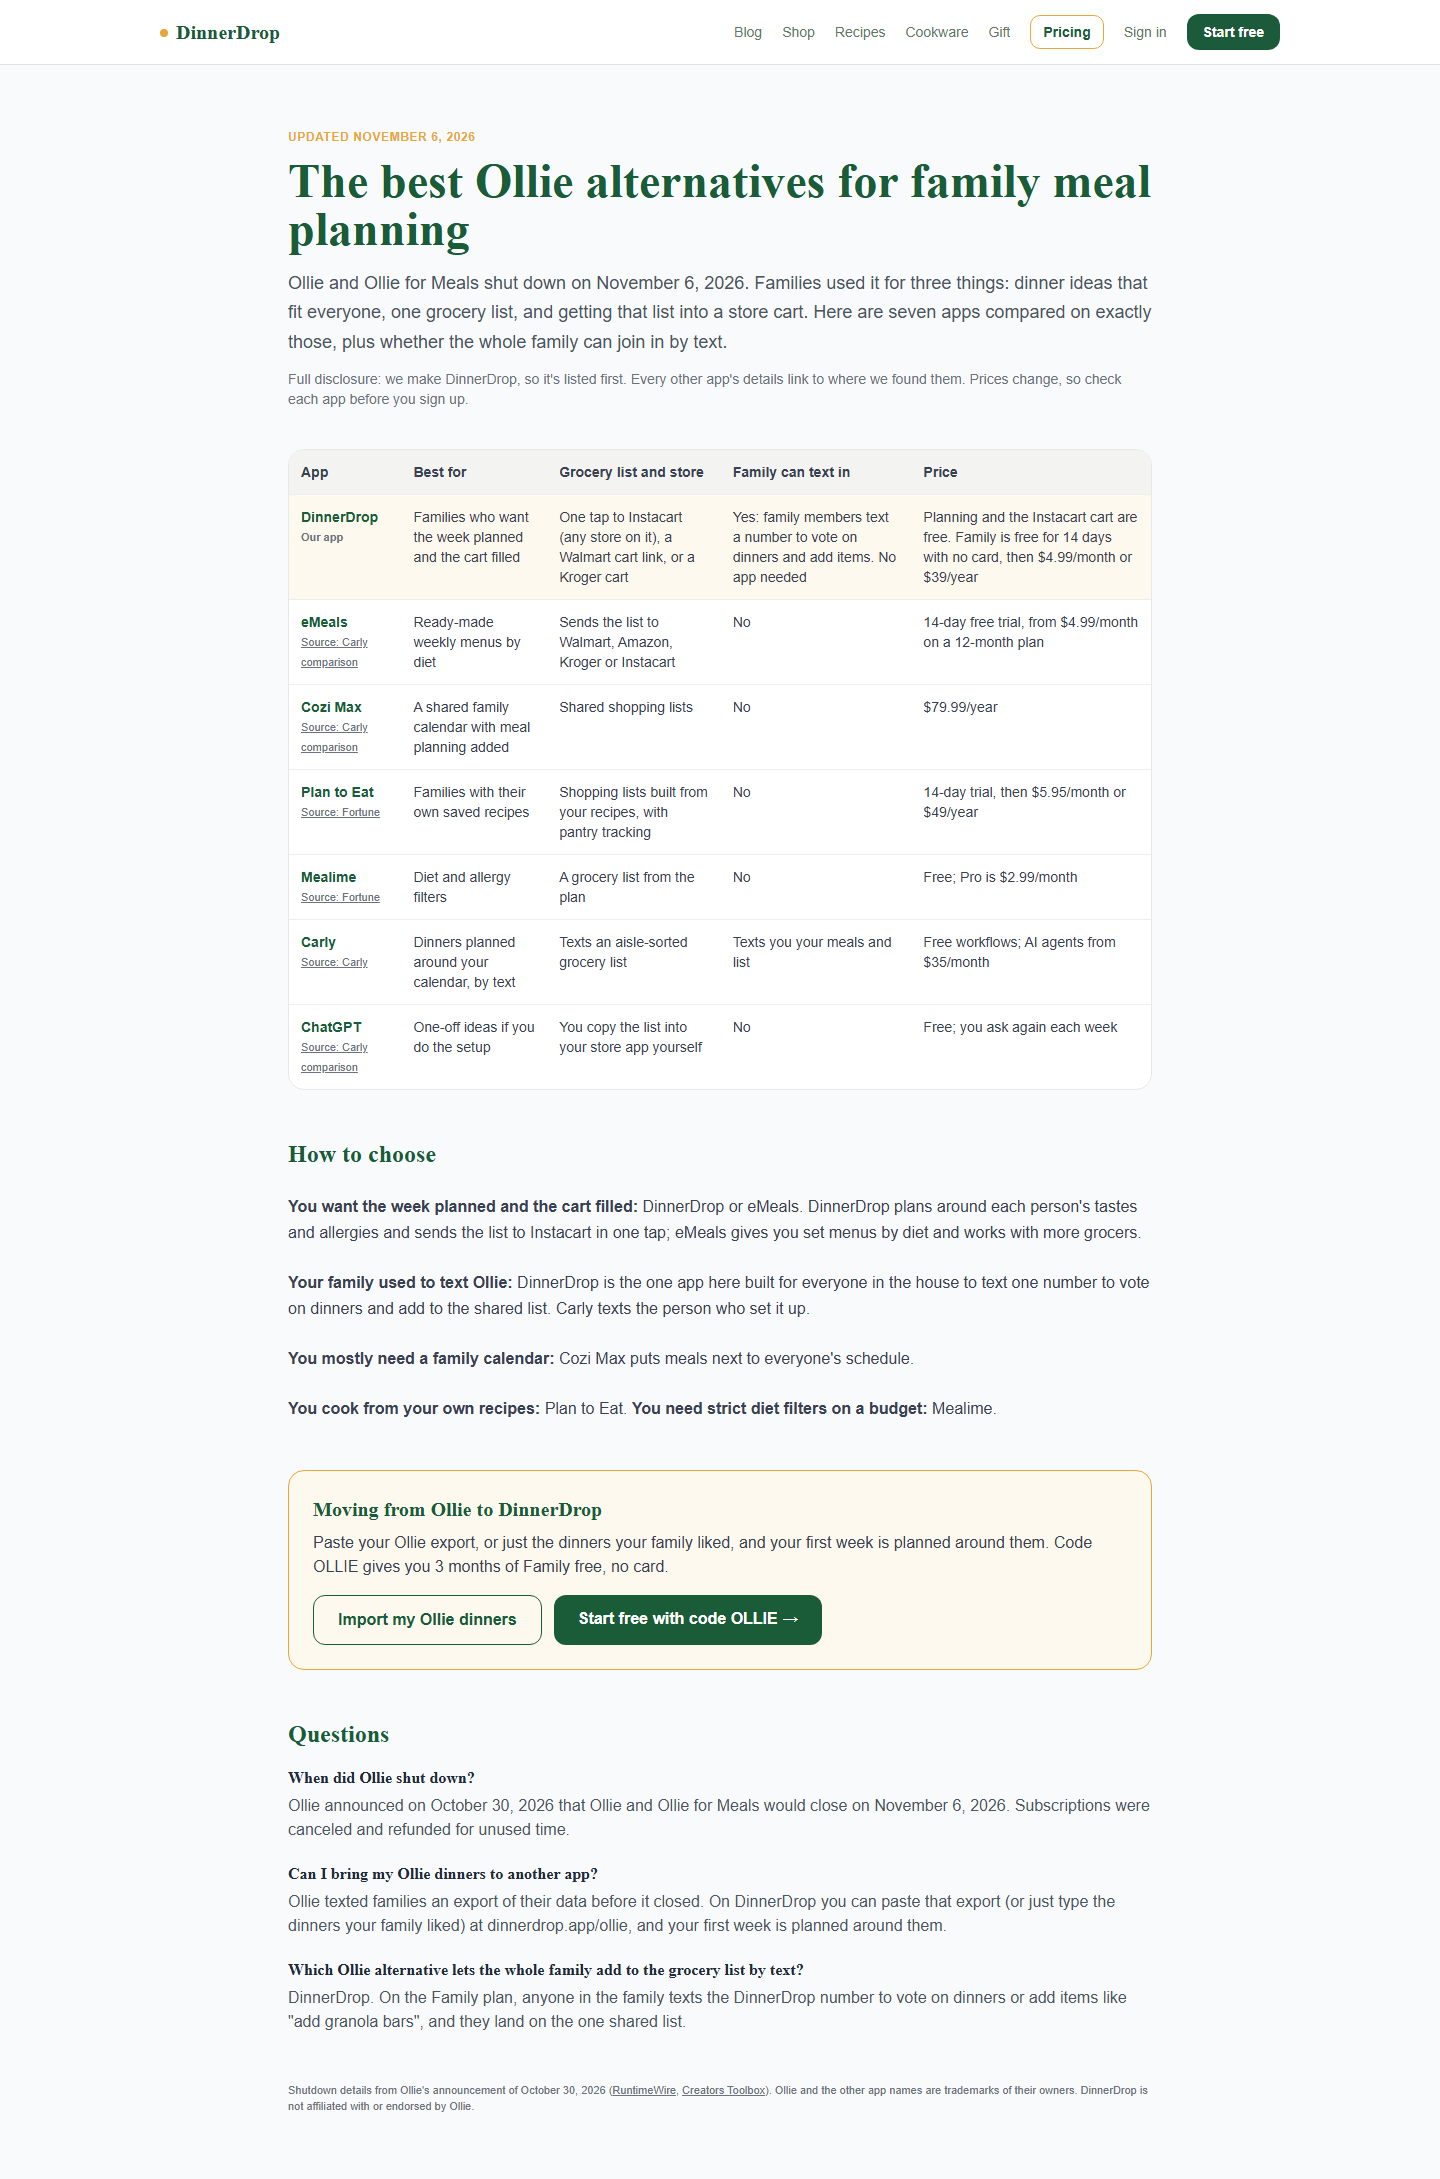 DinnerDrop
Blog Shop Recipes Cookware Gift Pricing Sign in Start free
UPDATED NOVEMBER 6, 2026
The best Ollie alternatives for family meal
planning
Ollie and Ollie for Meals shut down on November 6, 2026. Families used it for three things: dinner ideas that
fit everyone, one grocery list, and getting that list into a store cart. Here are seven apps compared on exactly
those, plus whether the whole family can join in by text.
Full disclosure: we make DinnerDrop, so it's listed first. Every other app's details link to where we found them. Prices change, so check
each app before you sign up.
App
Best for
Grocery list and store
Family can text in
Price
DinnerDrop
Our app
Families who want
the week planned
and the cart filled
One tap to Instacart
(any store on it), a
Walmart cart link, or a
Kroger cart
Yes: family members text
a number to vote on
dinners and add items. No
app needed
Planning and the Instacart cart are
free. Family is free for 14 days
with no card, then $4.99/month or
$39/year
eMeals
Source: Carly
comparison
Ready-made
weekly menus by
diet
Sends the list to
Walmart, Amazon,
Kroger or Instacart
No
14-day free trial, from $4.99/month
on a 12-month plan
Cozi Max
Source: Carly
comparison
A shared family
calendar with meal
planning added
Shared shopping lists
No
$79.99/year
Plan to Eat
Source: Fortune
Families with their
own saved recipes
Shopping lists built from
your recipes, with
pantry tracking
No
14-day trial, then $5.95/month or
$49/year
Mealime
Source: Fortune
Diet and allergy
filters
A grocery list from the
plan
No
Free; Pro is $2.99/month
Carly
Source: Carly
Dinners planned
around your
calendar, by text
Texts an aisle-sorted
grocery list
Texts you your meals and
list
Free workflows; AI agents from
$35/month
ChatGPT
Source: Carly
comparison
One-off ideas if you
do the setup
You copy the list into
your store app yourself
No
Free; you ask again each week
How to choose
You want the week planned and the cart filled: DinnerDrop or eMeals. DinnerDrop plans around each person's tastes
and allergies and sends the list to Instacart in one tap; eMeals gives you set menus by diet and works with more grocers.
Your family used to text Ollie: DinnerDrop is the one app here built for everyone in the house to text one number to vote
on dinners and add to the shared list. Carly texts the person who set it up.
You mostly need a family calendar: Cozi Max puts meals next to everyone's schedule.
You cook from your own recipes: Plan to Eat. You need strict diet filters on a budget: Mealime.
Moving from Ollie to DinnerDrop
Paste your Ollie export, or just the dinners your family liked, and your first week is planned around them. Code
OLLIE gives you 3 months of Family free, no card.
Import my Ollie dinners
Start free with code OLLIE →
Questions
When did Ollie shut down?
Ollie announced on October 30, 2026 that Ollie and Ollie for Meals would close on November 6, 2026. Subscriptions were
canceled and refunded for unused time.
Can I bring my Ollie dinners to another app?
Ollie texted families an export of their data before it closed. On DinnerDrop you can paste that export (or just type the
dinners your family liked) at dinnerdrop.app/ollie, and your first week is planned around them.
Which Ollie alternative lets the whole family add to the grocery list by text?
DinnerDrop. On the Family plan, anyone in the family texts the DinnerDrop number to vote on dinners or add items like
"add granola bars", and they land on the one shared list.
Shutdown details from Ollie's announcement of October 30, 2026 (RuntimeWire, Creators Toolbox). Ollie and the other app names are trademarks of their owners. DinnerDrop is
not affiliated with or endorsed by Ollie.